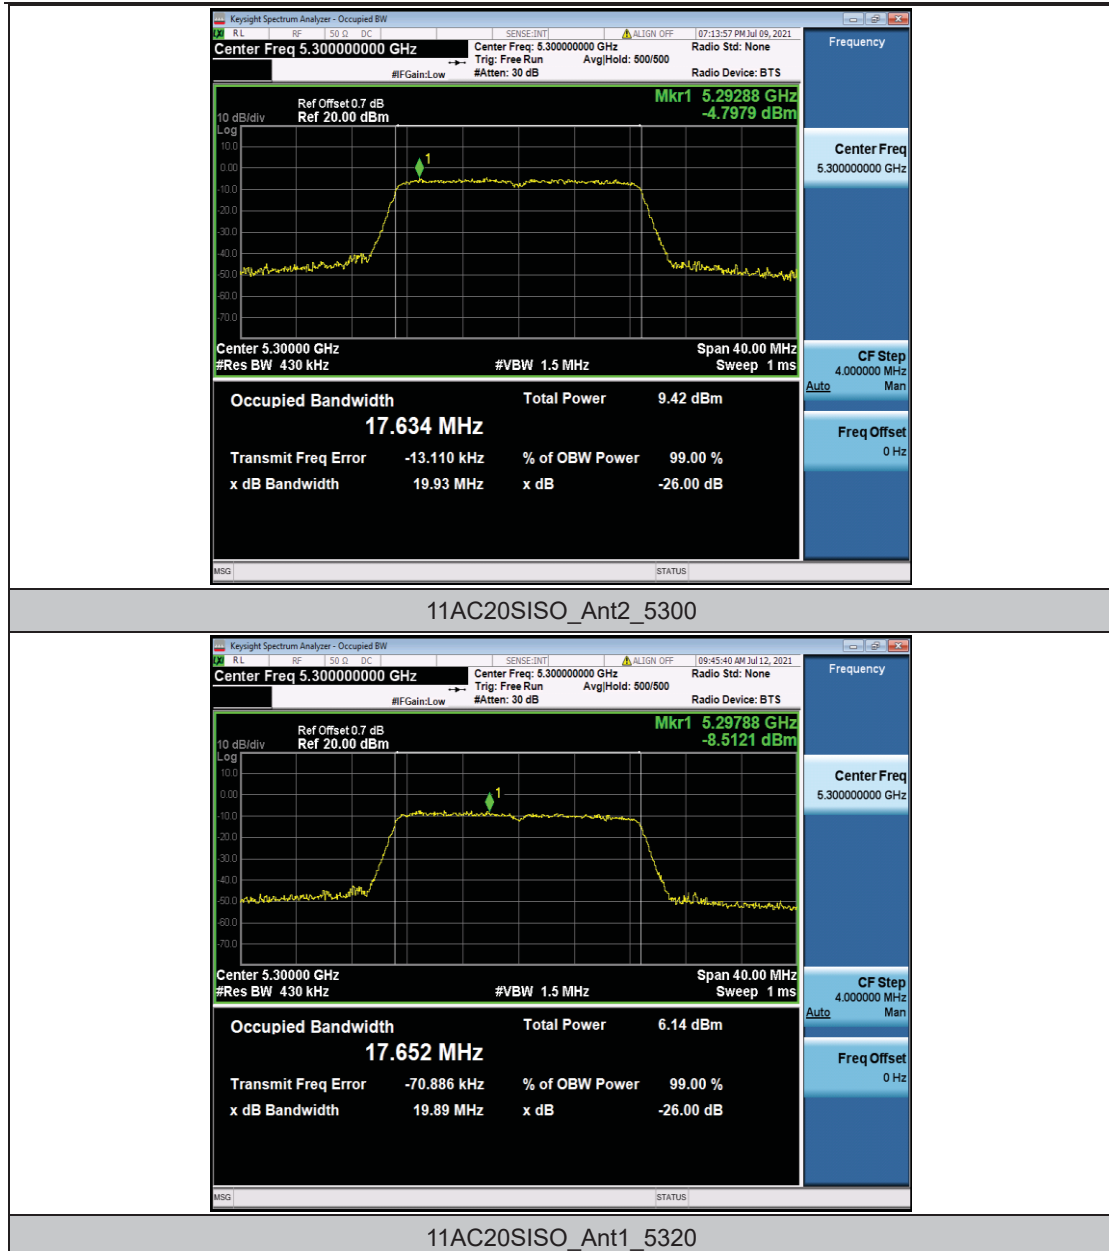 Keysight Spectrum Analyzer - Occupied BW
LXI RL RF 50 Ω DC SENSE:INT ALIGN OFF 07:13:57 PM Jul 09, 2021
Center Freq 5.300000000 GHz Center Freq: 5.300000000 GHz Radio Std: None
Trig: Free Run Avg|Hold: 500/500
#IFGain:Low #Atten: 30 dB Radio Device: BTS
Frequency
Mkr1 5.29288 GHz
-4.7979 dBm
Ref Offset 0.7 dB
10 dB/div Ref 20.00 dBm
Log
10.0
0.00
-10.0
-20.0
-30.0
-40.0
-50.0
-60.0
-70.0
1
Center 5.30000 GHz Span 40.00 MHz
#Res BW 430 kHz #VBW 1.5 MHz Sweep 1 ms
Center Freq
5.300000000 GHz
CF Step
4.000000 MHz
Auto Man
Freq Offset
0 Hz
Occupied Bandwidth Total Power 9.42 dBm
17.634 MHz
Transmit Freq Error -13.110 kHz % of OBW Power 99.00 %
x dB Bandwidth 19.93 MHz x dB -26.00 dB
MSG STATUS
11AC20SISO_Ant2_5300
Keysight Spectrum Analyzer - Occupied BW
LXI RL RF 50 Ω DC SENSE:INT ALIGN OFF 09:45:40 AM Jul 12, 2021
Center Freq 5.300000000 GHz Center Freq: 5.300000000 GHz Radio Std: None
Trig: Free Run Avg|Hold: 500/500
#IFGain:Low #Atten: 30 dB Radio Device: BTS
Frequency
Mkr1 5.29788 GHz
-8.5121 dBm
Ref Offset 0.7 dB
10 dB/div Ref 20.00 dBm
Log
10.0
0.00
-10.0
-20.0
-30.0
-40.0
-50.0
-60.0
-70.0
1
Center 5.30000 GHz Span 40.00 MHz
#Res BW 430 kHz #VBW 1.5 MHz Sweep 1 ms
Center Freq
5.300000000 GHz
CF Step
4.000000 MHz
Auto Man
Freq Offset
0 Hz
Occupied Bandwidth Total Power 6.14 dBm
17.652 MHz
Transmit Freq Error -70.886 kHz % of OBW Power 99.00 %
x dB Bandwidth 19.89 MHz x dB -26.00 dB
MSG STATUS
11AC20SISO_Ant1_5320